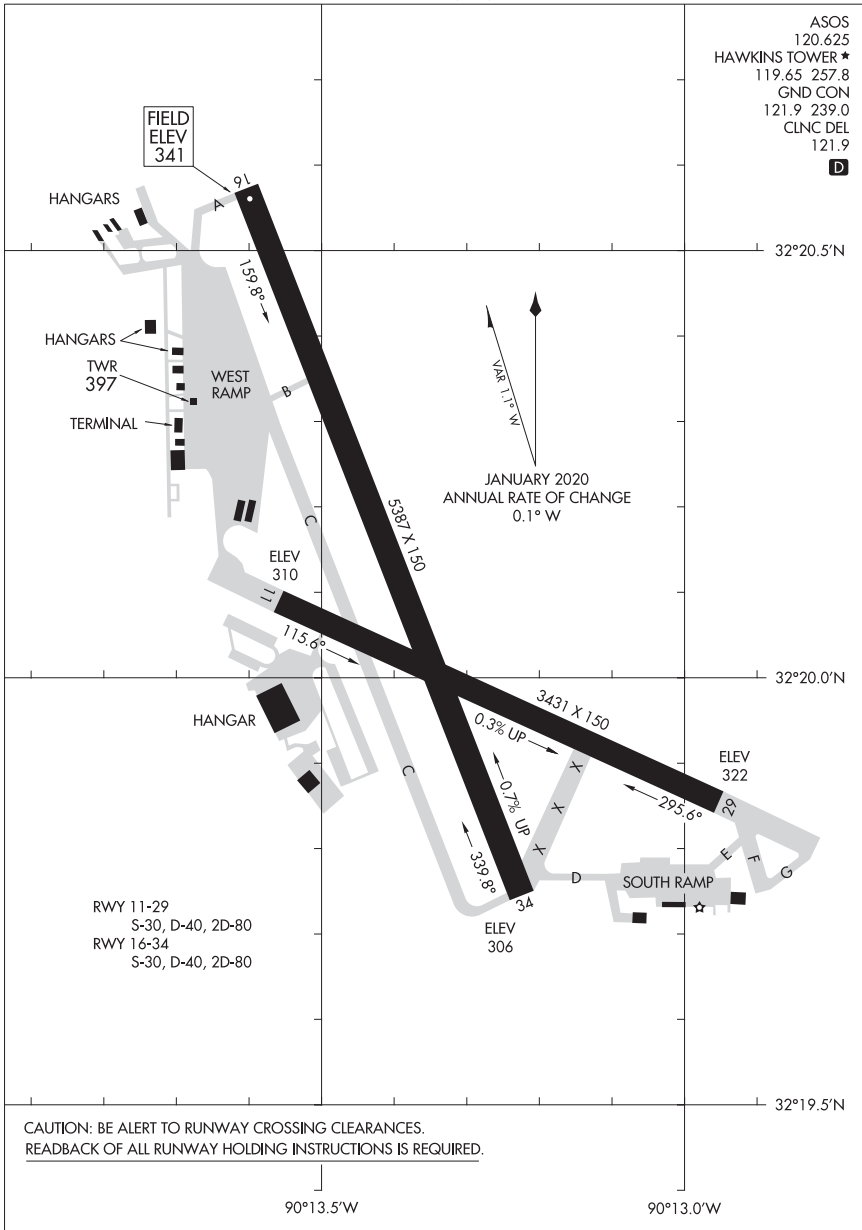 ASOS
120.625
HAWKINS TOWER ★
119.65 257.8
GND CON
121.9 239.0
CLNC DEL
121.9
D
FIELD
ELEV
341
16
A
HANGARS
32°20.5'N
159.8°
HANGARS
TWR
397
WEST
RAMP
B
TERMINAL
VAR 1.1° W
JANUARY 2020
ANNUAL RATE OF CHANGE
0.1° W
C
5387 X 150
ELEV
310
11
115.6°
32°20.0'N
HANGAR
3431 X 150
0.3% UP
X
X
X
ELEV
322
29
295.6°
C
0.7% UP
339.8°
E
F
G
D
SOUTH RAMP
34
ELEV
306
RWY 11-29
S-30, D-40, 2D-80
RWY 16-34
S-30, D-40, 2D-80
32°19.5'N
CAUTION: BE ALERT TO RUNWAY CROSSING CLEARANCES.
READBACK OF ALL RUNWAY HOLDING INSTRUCTIONS IS REQUIRED.
90°13.5'W
90°13.0'W